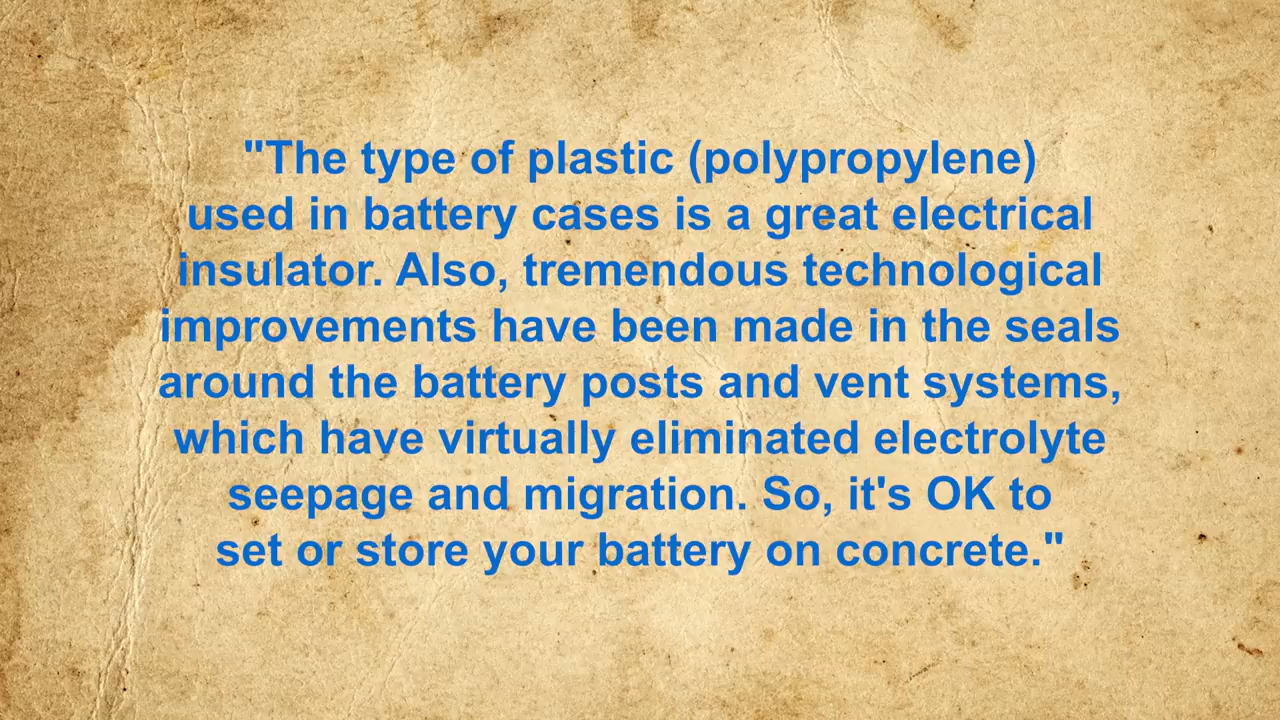 "The type of plastic (polypropylene)
used in battery cases is a great electrical
insulator. Also, tremendous technological
improvements have been made in the seals
around the battery posts and vent systems,
which have virtually eliminated electrolyte
seepage and migration. So, it's OK to
set or store your battery on concrete."